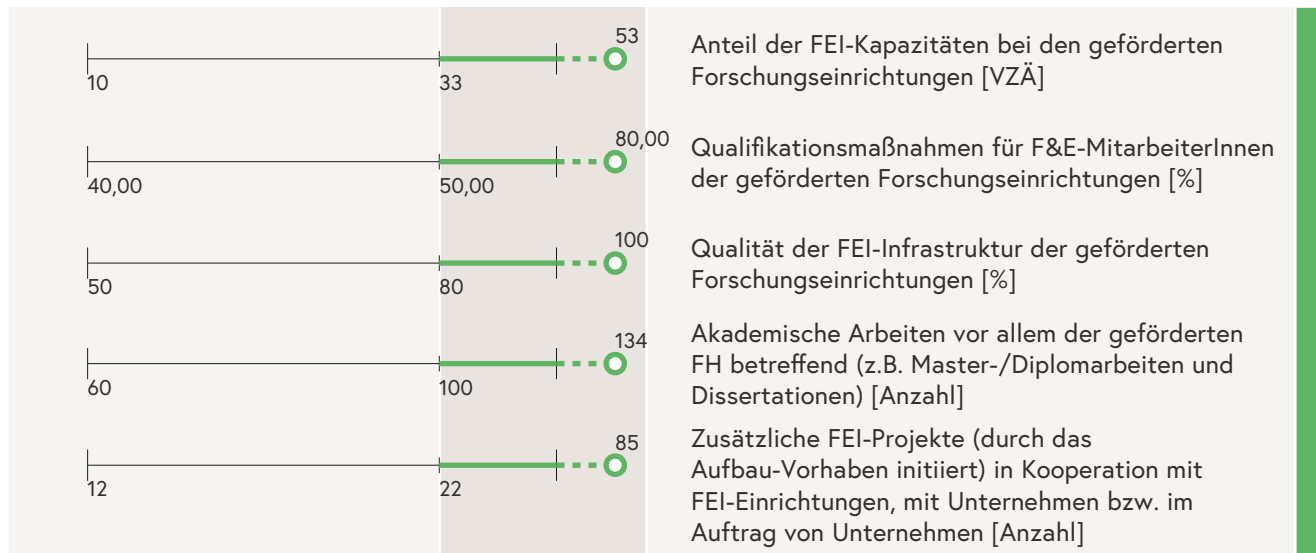 53
10
33
Anteil der FEI-Kapazitäten bei den geförderten
Forschungseinrichtungen [VZÄ]
80,00
40,00
50,00
Qualifikationsmaßnahmen für F&E-MitarbeiterInnen
der geförderten Forschungseinrichtungen [%]
100
50
80
Qualität der FEI-Infrastruktur der geförderten
Forschungseinrichtungen [%]
134
60
100
Akademische Arbeiten vor allem der geförderten
FH betreffend (z.B. Master-/Diplomarbeiten und
Dissertationen) [Anzahl]
85
12
22
Zusätzliche FEI-Projekte (durch das
Aufbau-Vorhaben initiiert) in Kooperation mit
FEI-Einrichtungen, mit Unternehmen bzw. im
Auftrag von Unternehmen [Anzahl]